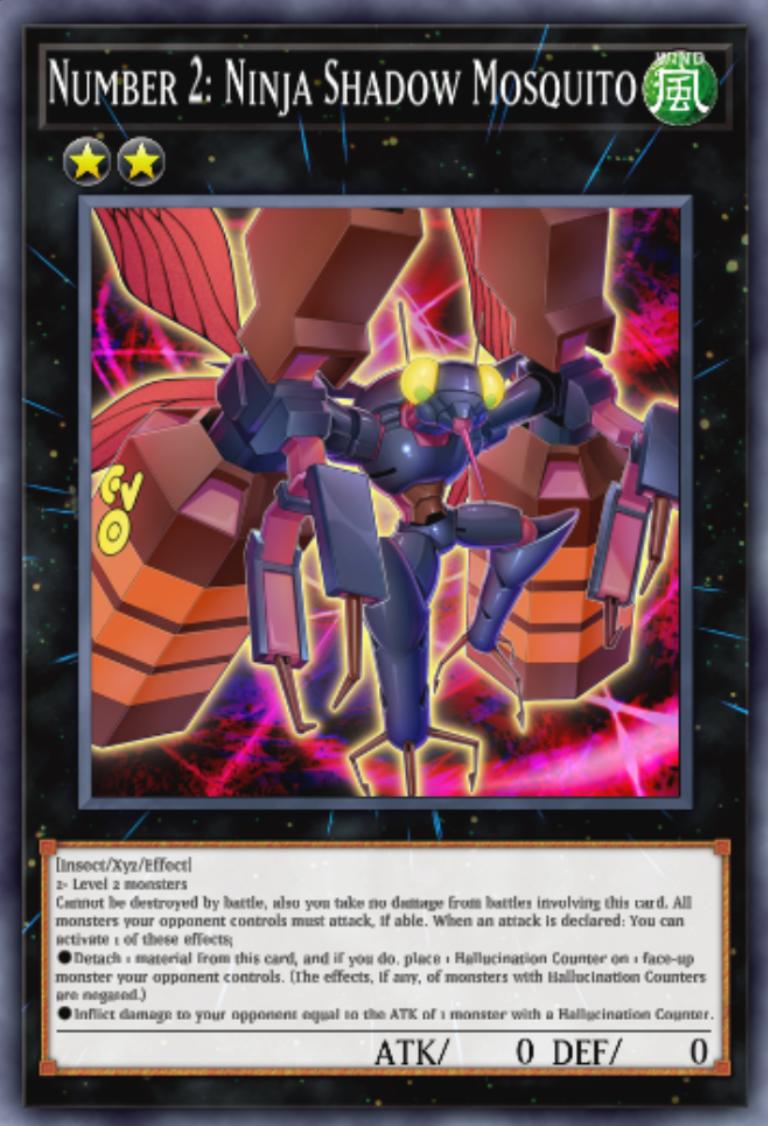 NUMBER 2: NINJA SHADOW MOSQUITO
WIND
風
[Insect/Xyz/Effect]
2+ Level 2 monsters
Cannot be destroyed by battle, also you take no damage from battles involving this card. All
monsters your opponent controls must attack, if able. When an attack is declared: You can
activate 1 of these effects;
●Detach 1 material from this card, and if you do, place 1 Hallucination Counter on 1 face-up
monster your opponent controls. (The effects, if any, of monsters with Hallucination Counters
are negated.)
●Inflict damage to your opponent equal to the ATK of 1 monster with a Hallucination Counter.
ATK/ 0 DEF/ 0